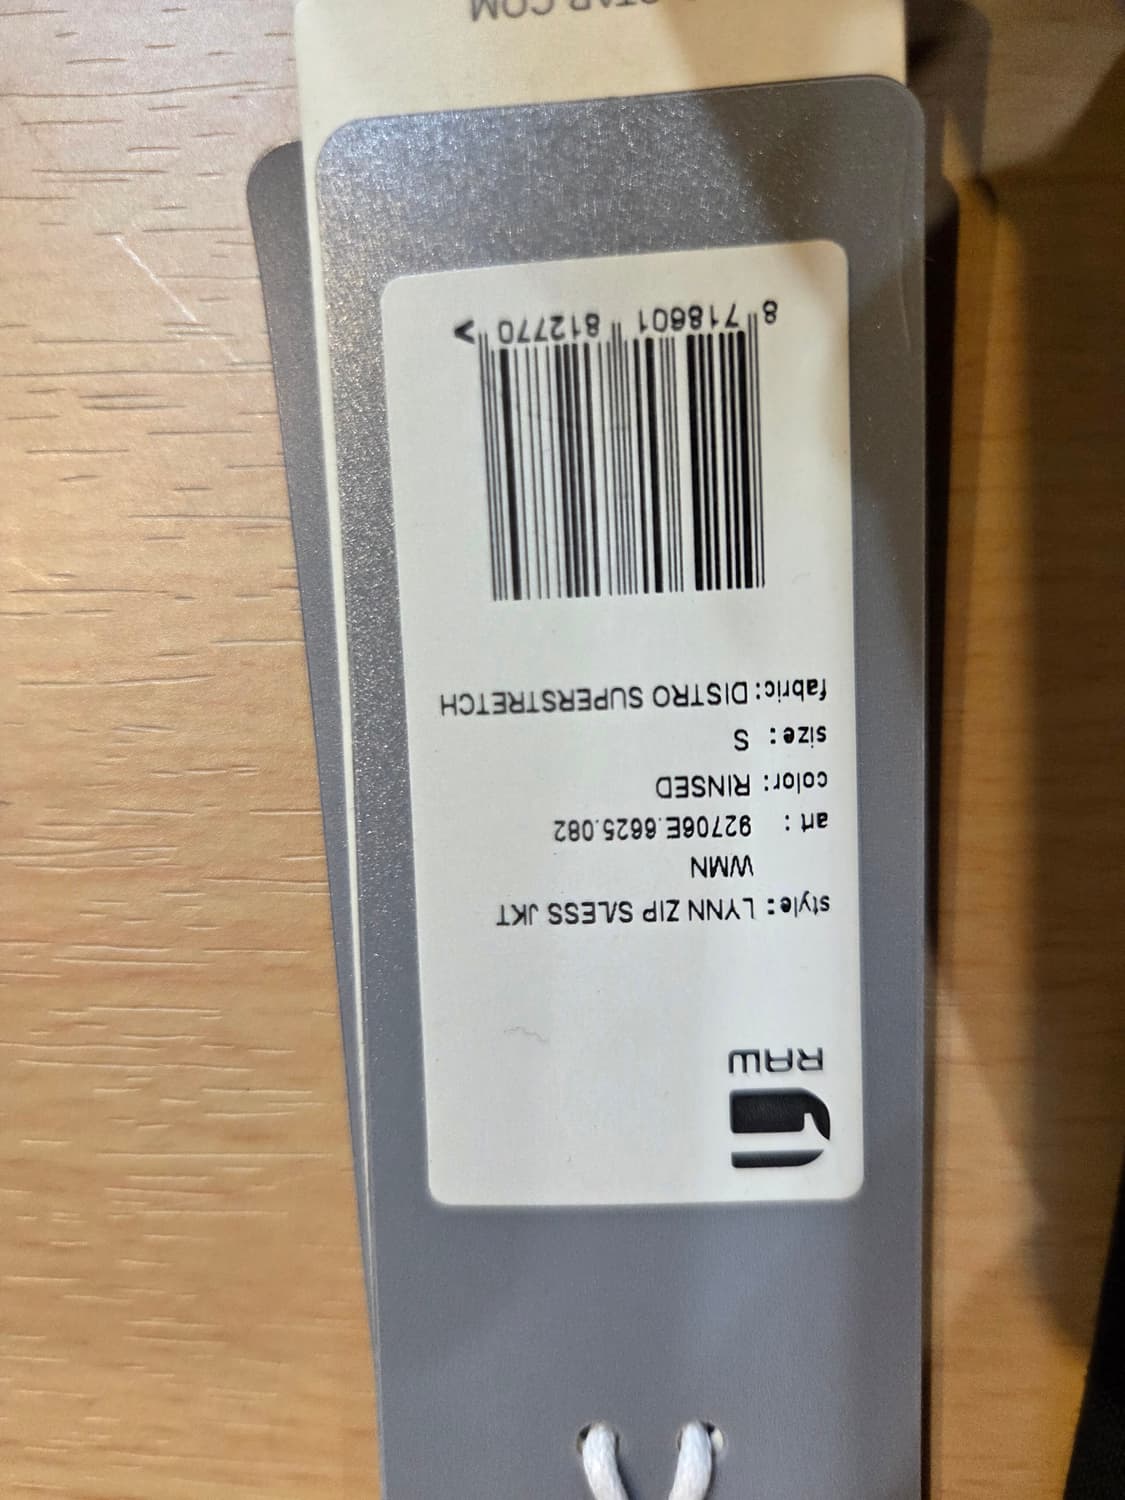 RAW
style: LYNN ZIP S/LESS JKT
WMN
art : 92706E.6625.082
color: RINSED
size: S
fabric: DISTRO SUPERSTRETCH
8 718601 812770 >